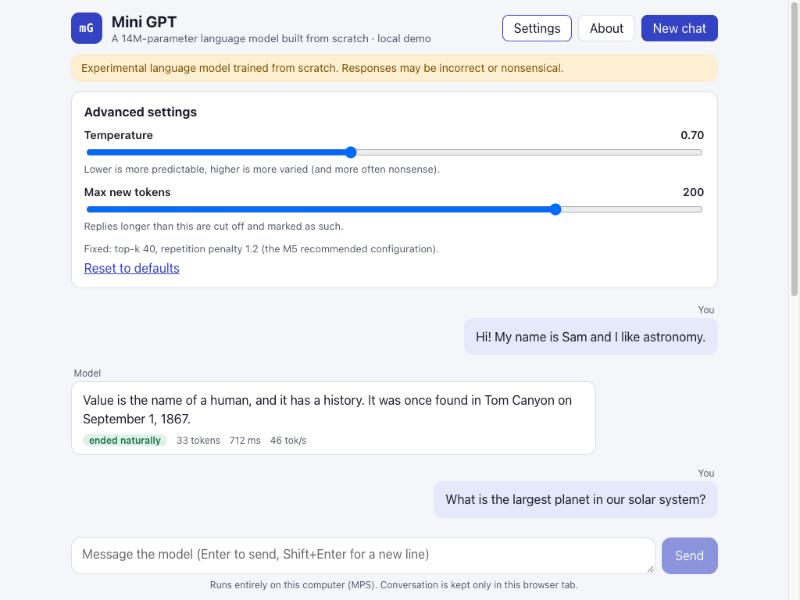 mG
Mini GPT
A 14M-parameter language model built from scratch · local demo
Settings
About
New chat
Experimental language model trained from scratch. Responses may be incorrect or nonsensical.
Advanced settings
Temperature 0.70
Lower is more predictable, higher is more varied (and more often nonsense).
Max new tokens 200
Replies longer than this are cut off and marked as such.
Fixed: top-k 40, repetition penalty 1.2 (the M5 recommended configuration).
Reset to defaults
You
Hi! My name is Sam and I like astronomy.
Model
Value is the name of a human, and it has a history. It was once found in Tom Canyon on
September 1, 1867.
ended naturally 33 tokens 712 ms 46 tok/s
You
What is the largest planet in our solar system?
Message the model (Enter to send, Shift+Enter for a new line)
Send
Runs entirely on this computer (MPS). Conversation is kept only in this browser tab.